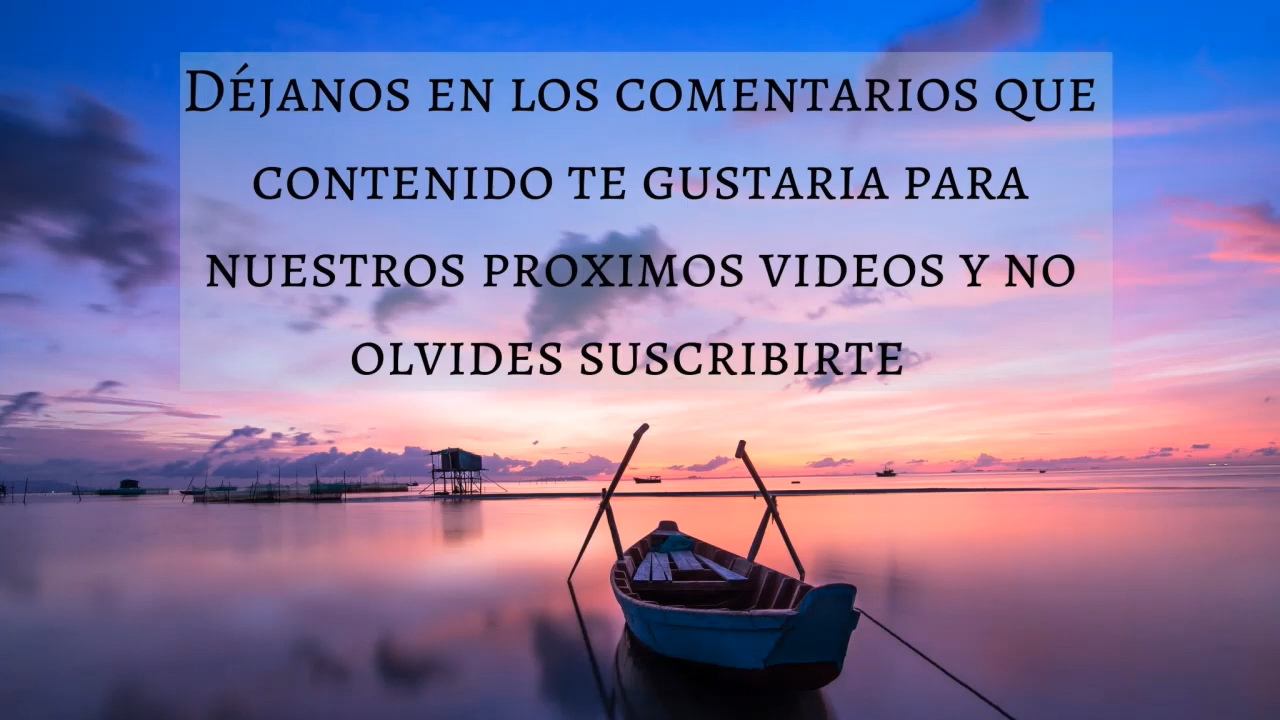 Déjanos en los comentarios que
contenido te gustaria para
nuestros proximos videos y no
olvides suscribirte